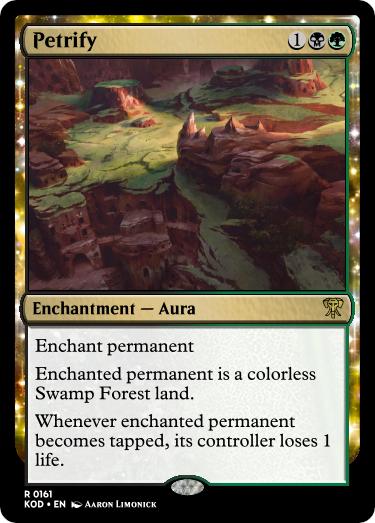 Petrify
1
Enchantment — Aura
Enchant permanent
Enchanted permanent is a colorless
Swamp Forest land.
Whenever enchanted permanent
becomes tapped, its controller loses 1
life.
R 0161
KOD • EN Aaron Limonick